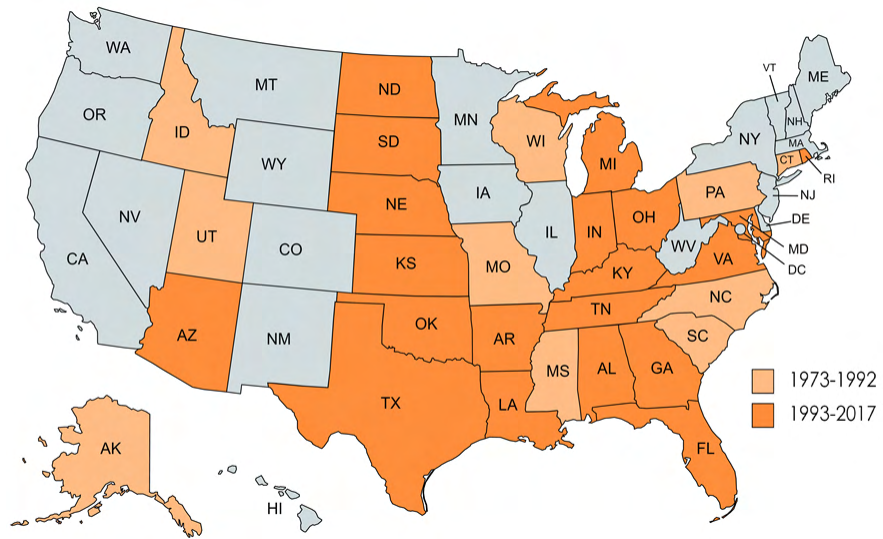 WA
MT
ND
MN
VT
ME
OR
ID
SD
WI
MI
NY
NH
MA
CT
RI
WY
NE
IA
PA
NJ
NV
UT
CO
KS
IL
IN
OH
WV
DE
MD
DC
CA
MO
KY
VA
AZ
NM
OK
AR
TN
NC
SC
TX
LA
MS
AL
GA
1973-1992
1993-2017
AK
FL
HI